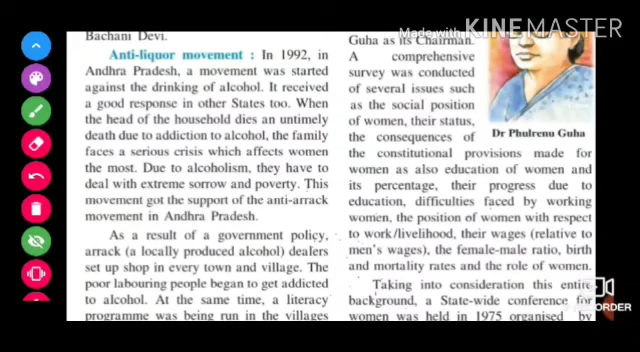 Made with KINEMASTER
Bachani Devi.
Anti-liquor movement : In 1992, in
Andhra Pradesh, a movement was started
against the drinking of alcohol. It received
a good response in other States too. When
the head of the household dies an untimely
death due to addiction to alcohol, the family
faces a serious crisis which affects women
the most. Due to alcoholism, they have to
deal with extreme sorrow and poverty. This
movement got the support of the anti-arrack
movement in Andhra Pradesh.
As a result of a government policy,
arrack (a locally produced alcohol) dealers
set up shop in every town and village. The
poor labouring people began to get addicted
to alcohol. At the same time, a literacy
programme was being run in the villages
Guha as its Chairman.
A comprehensive
survey was conducted
of several issues such
as the social position
of women, their status,
the consequences of
the constitutional provisions made for
women as also education of women and
its percentage, their progress due to
education, difficulties faced by working
women, the position of women with respect
to work/livelihood, their wages (relative to
men's wages), the female-male ratio, birth
and mortality rates and the role of women.
Taking into consideration this entire
background, a State-wide conference for
women was held in 1975 organised by
Dr Phulrenu Guha
ORDER